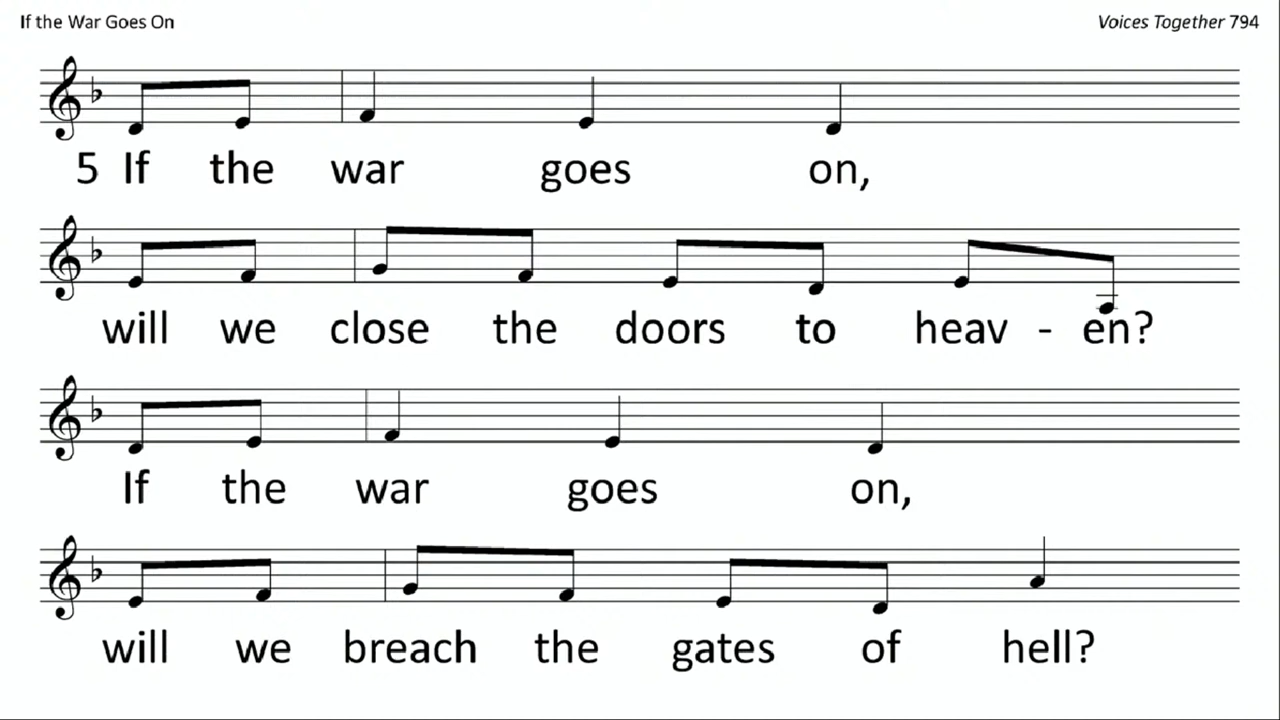 If the War Goes On
Voices Together 794
5 If the war goes on,
will we close the doors to heav - en?
If the war goes on,
will we breach the gates of hell?